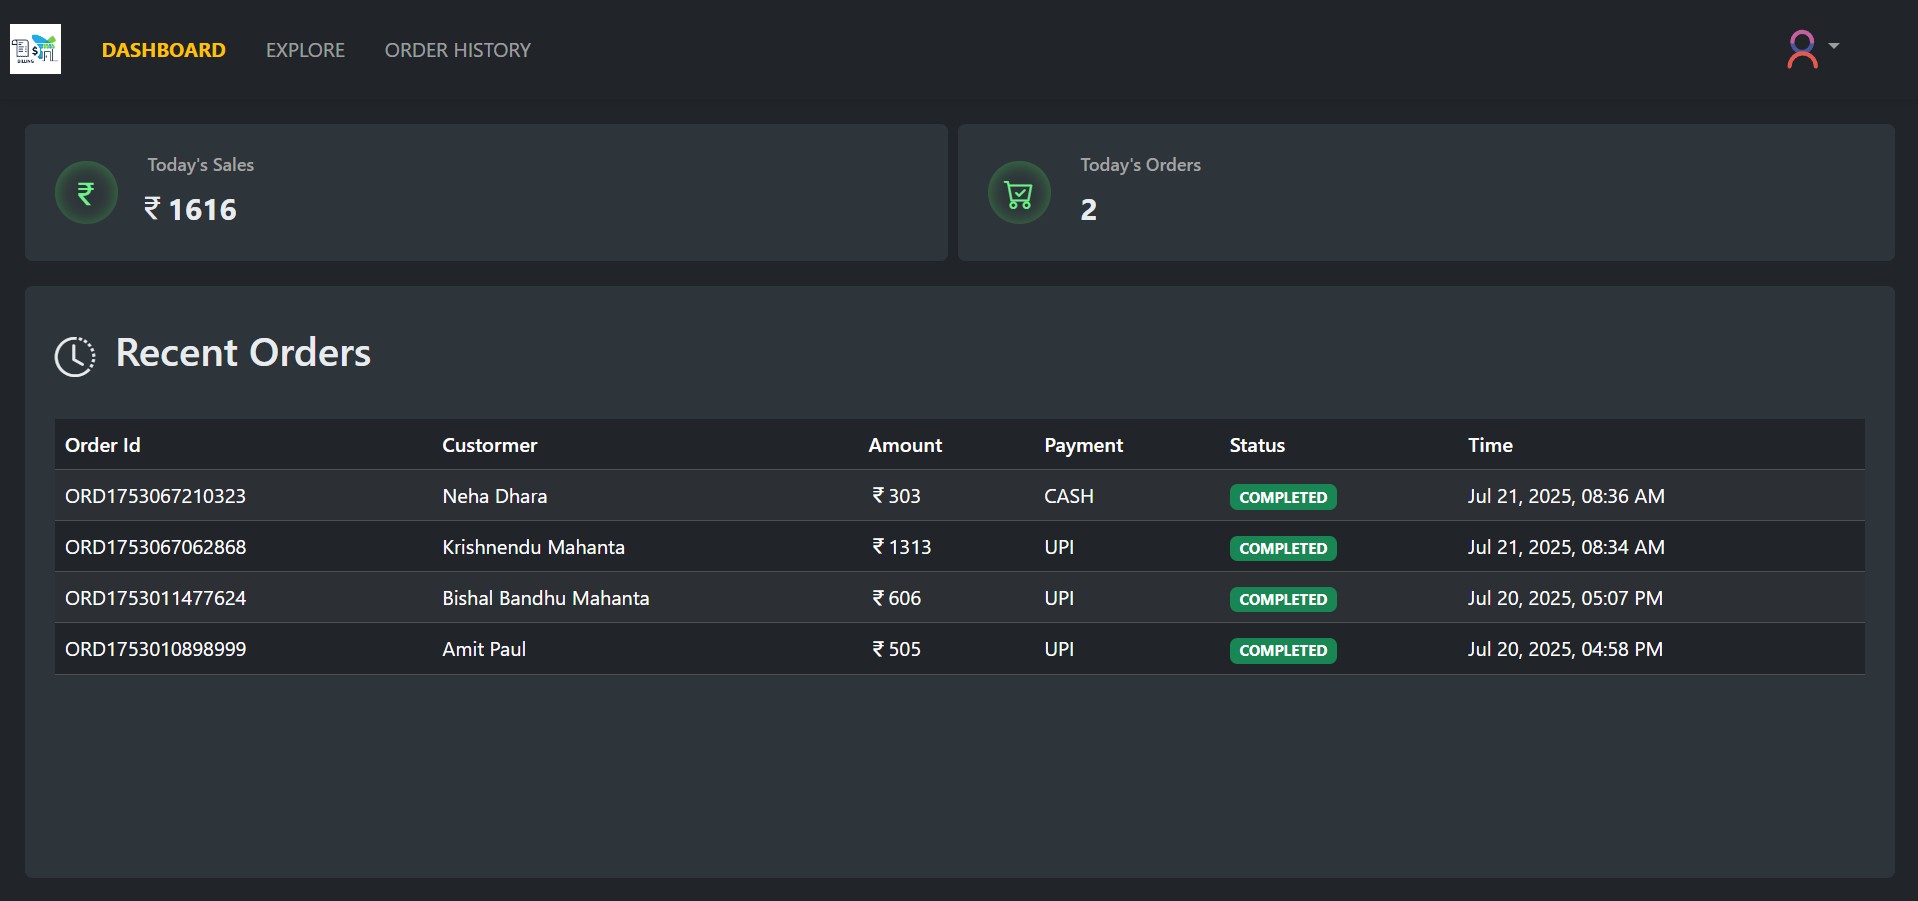 DASHBOARD EXPLORE ORDER HISTORY
BILLING
Today's Sales
₹ 1616
Today's Orders
2
Recent Orders
Order Id Custormer Amount Payment Status Time
ORD1753067210323 Neha Dhara ₹ 303 CASH COMPLETED Jul 21, 2025, 08:36 AM
ORD1753067062868 Krishnendu Mahanta ₹ 1313 UPI COMPLETED Jul 21, 2025, 08:34 AM
ORD1753011477624 Bishal Bandhu Mahanta ₹ 606 UPI COMPLETED Jul 20, 2025, 05:07 PM
ORD1753010898999 Amit Paul ₹ 505 UPI COMPLETED Jul 20, 2025, 04:58 PM